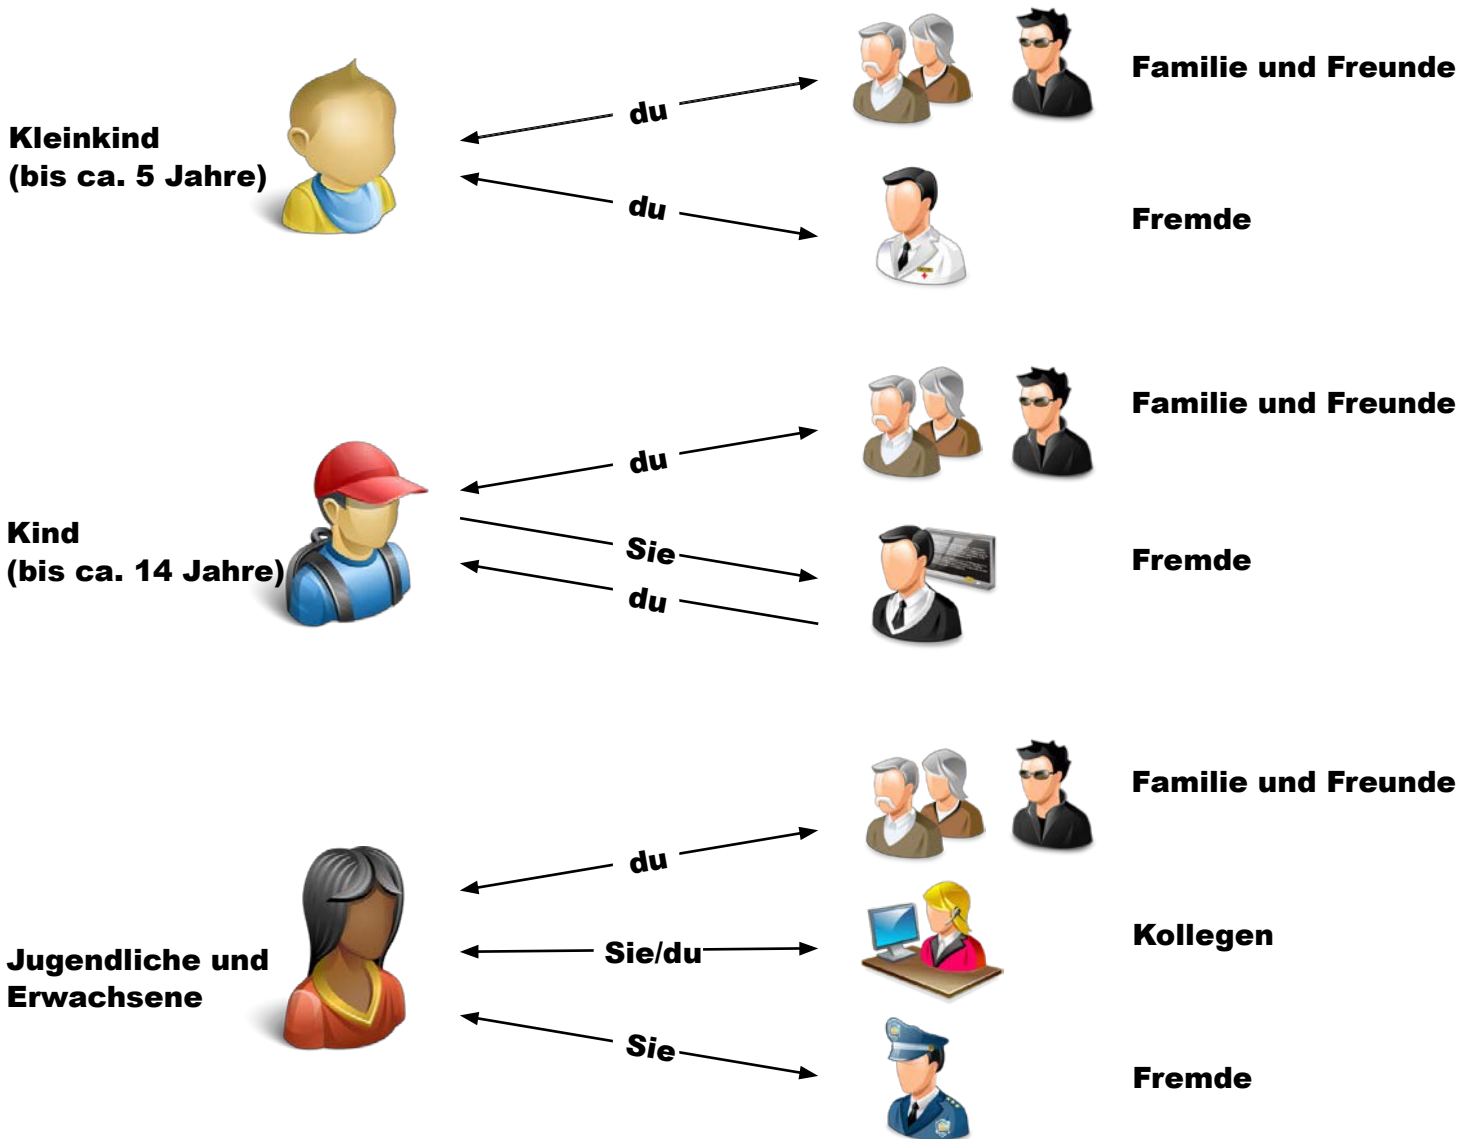 Familie und Freunde
du
Kleinkind
(bis ca. 5 Jahre)
du
Fremde
Familie und Freunde
du
Kind
(bis ca. 14 Jahre)
Sie
Fremde
du
Familie und Freunde
du
Kollegen
Sie/du
Jugendliche und
Erwachsene
Sie
Fremde